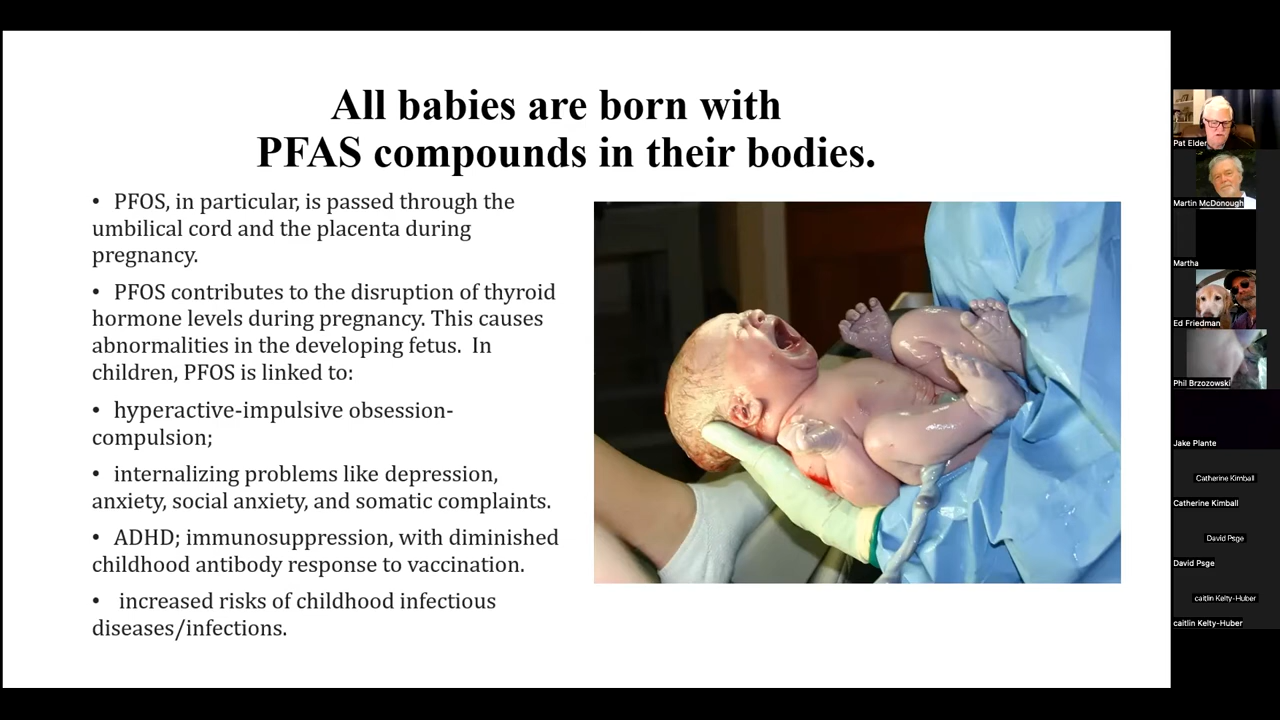 All babies are born with
PFAS compounds in their bodies.
• PFOS, in particular, is passed through the
umbilical cord and the placenta during
pregnancy.
• PFOS contributes to the disruption of thyroid
hormone levels during pregnancy. This causes
abnormalities in the developing fetus. In
children, PFOS is linked to:
• hyperactive-impulsive obsession-
compulsion;
• internalizing problems like depression,
anxiety, social anxiety, and somatic complaints.
• ADHD; immunosuppression, with diminished
childhood antibody response to vaccination.
• increased risks of childhood infectious
diseases/infections.
Pat Elder
Martin McDonough
Martha
Ed Friedman
Phil Brzozowski
Jake Plante
Catherine Kimball
Catherine Kimball
David Psge
David Psge
caitlin Kelty-Huber
caitlin Kelty-Huber